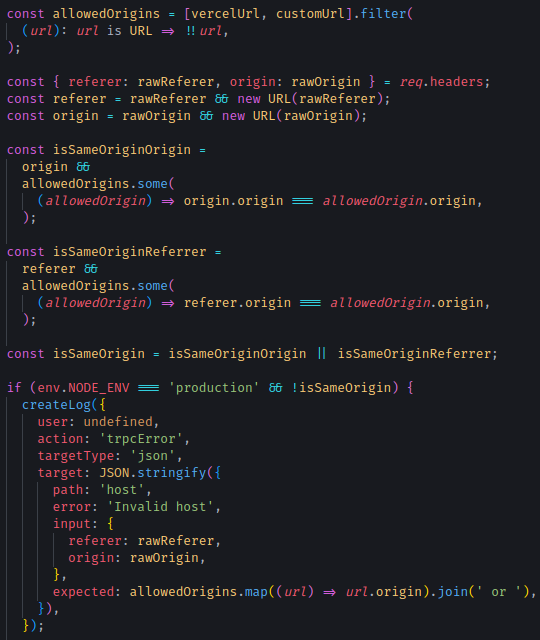 const allowedOrigins = [vercelUrl, customUrl].filter(
  (url): url is URL => !!url,
);

const { referer: rawReferer, origin: rawOrigin } = req.headers;
const referer = rawReferer && new URL(rawReferer);
const origin = rawOrigin && new URL(rawOrigin);

const isSameOriginOrigin =
  origin &&
  allowedOrigins.some(
    (allowedOrigin) => origin.origin === allowedOrigin.origin,
  );

const isSameOriginReferrer =
  referer &&
  allowedOrigins.some(
    (allowedOrigin) => referer.origin === allowedOrigin.origin,
  );

const isSameOrigin = isSameOriginOrigin || isSameOriginReferrer;

if (env.NODE_ENV === 'production' && !isSameOrigin) {
  createLog({
    user: undefined,
    action: 'trpcError',
    targetType: 'json',
    target: JSON.stringify({
      path: 'host',
      error: 'Invalid host',
      input: {
        referer: rawReferer,
        origin: rawOrigin,
      },
      expected: allowedOrigins.map((url) => url.origin).join(' or '),
    }),
  });